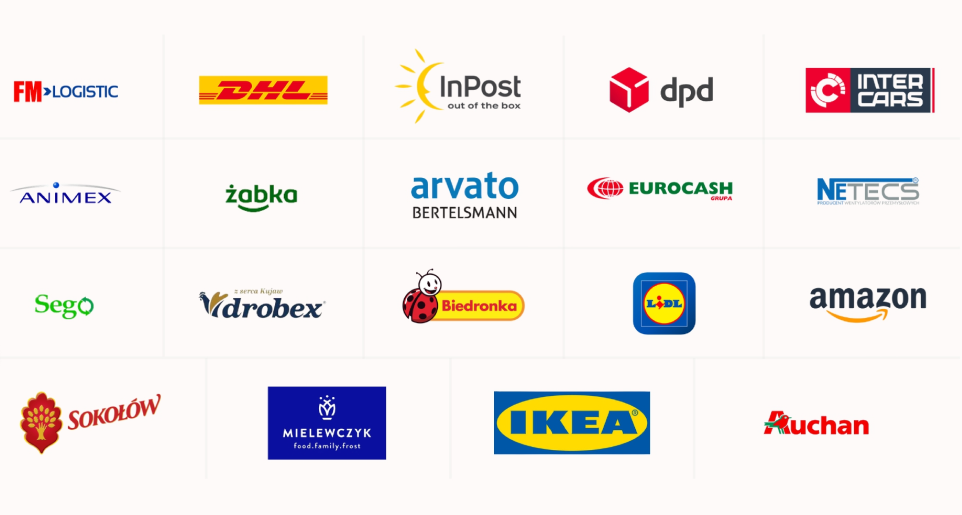 FM LOGISTIC
DHL
InPost
out of the box
dpd
INTER
CARS
ANIMEX
żabka
arvato
BERTELSMANN
EUROCASH
GRUPA
NETECS
Sego
z serca Kujaw
drobex
Biedronka
LIDL
amazon
SOKOŁÓW
MIELEWCZYK
food.family.frost
IKEA
Auchan